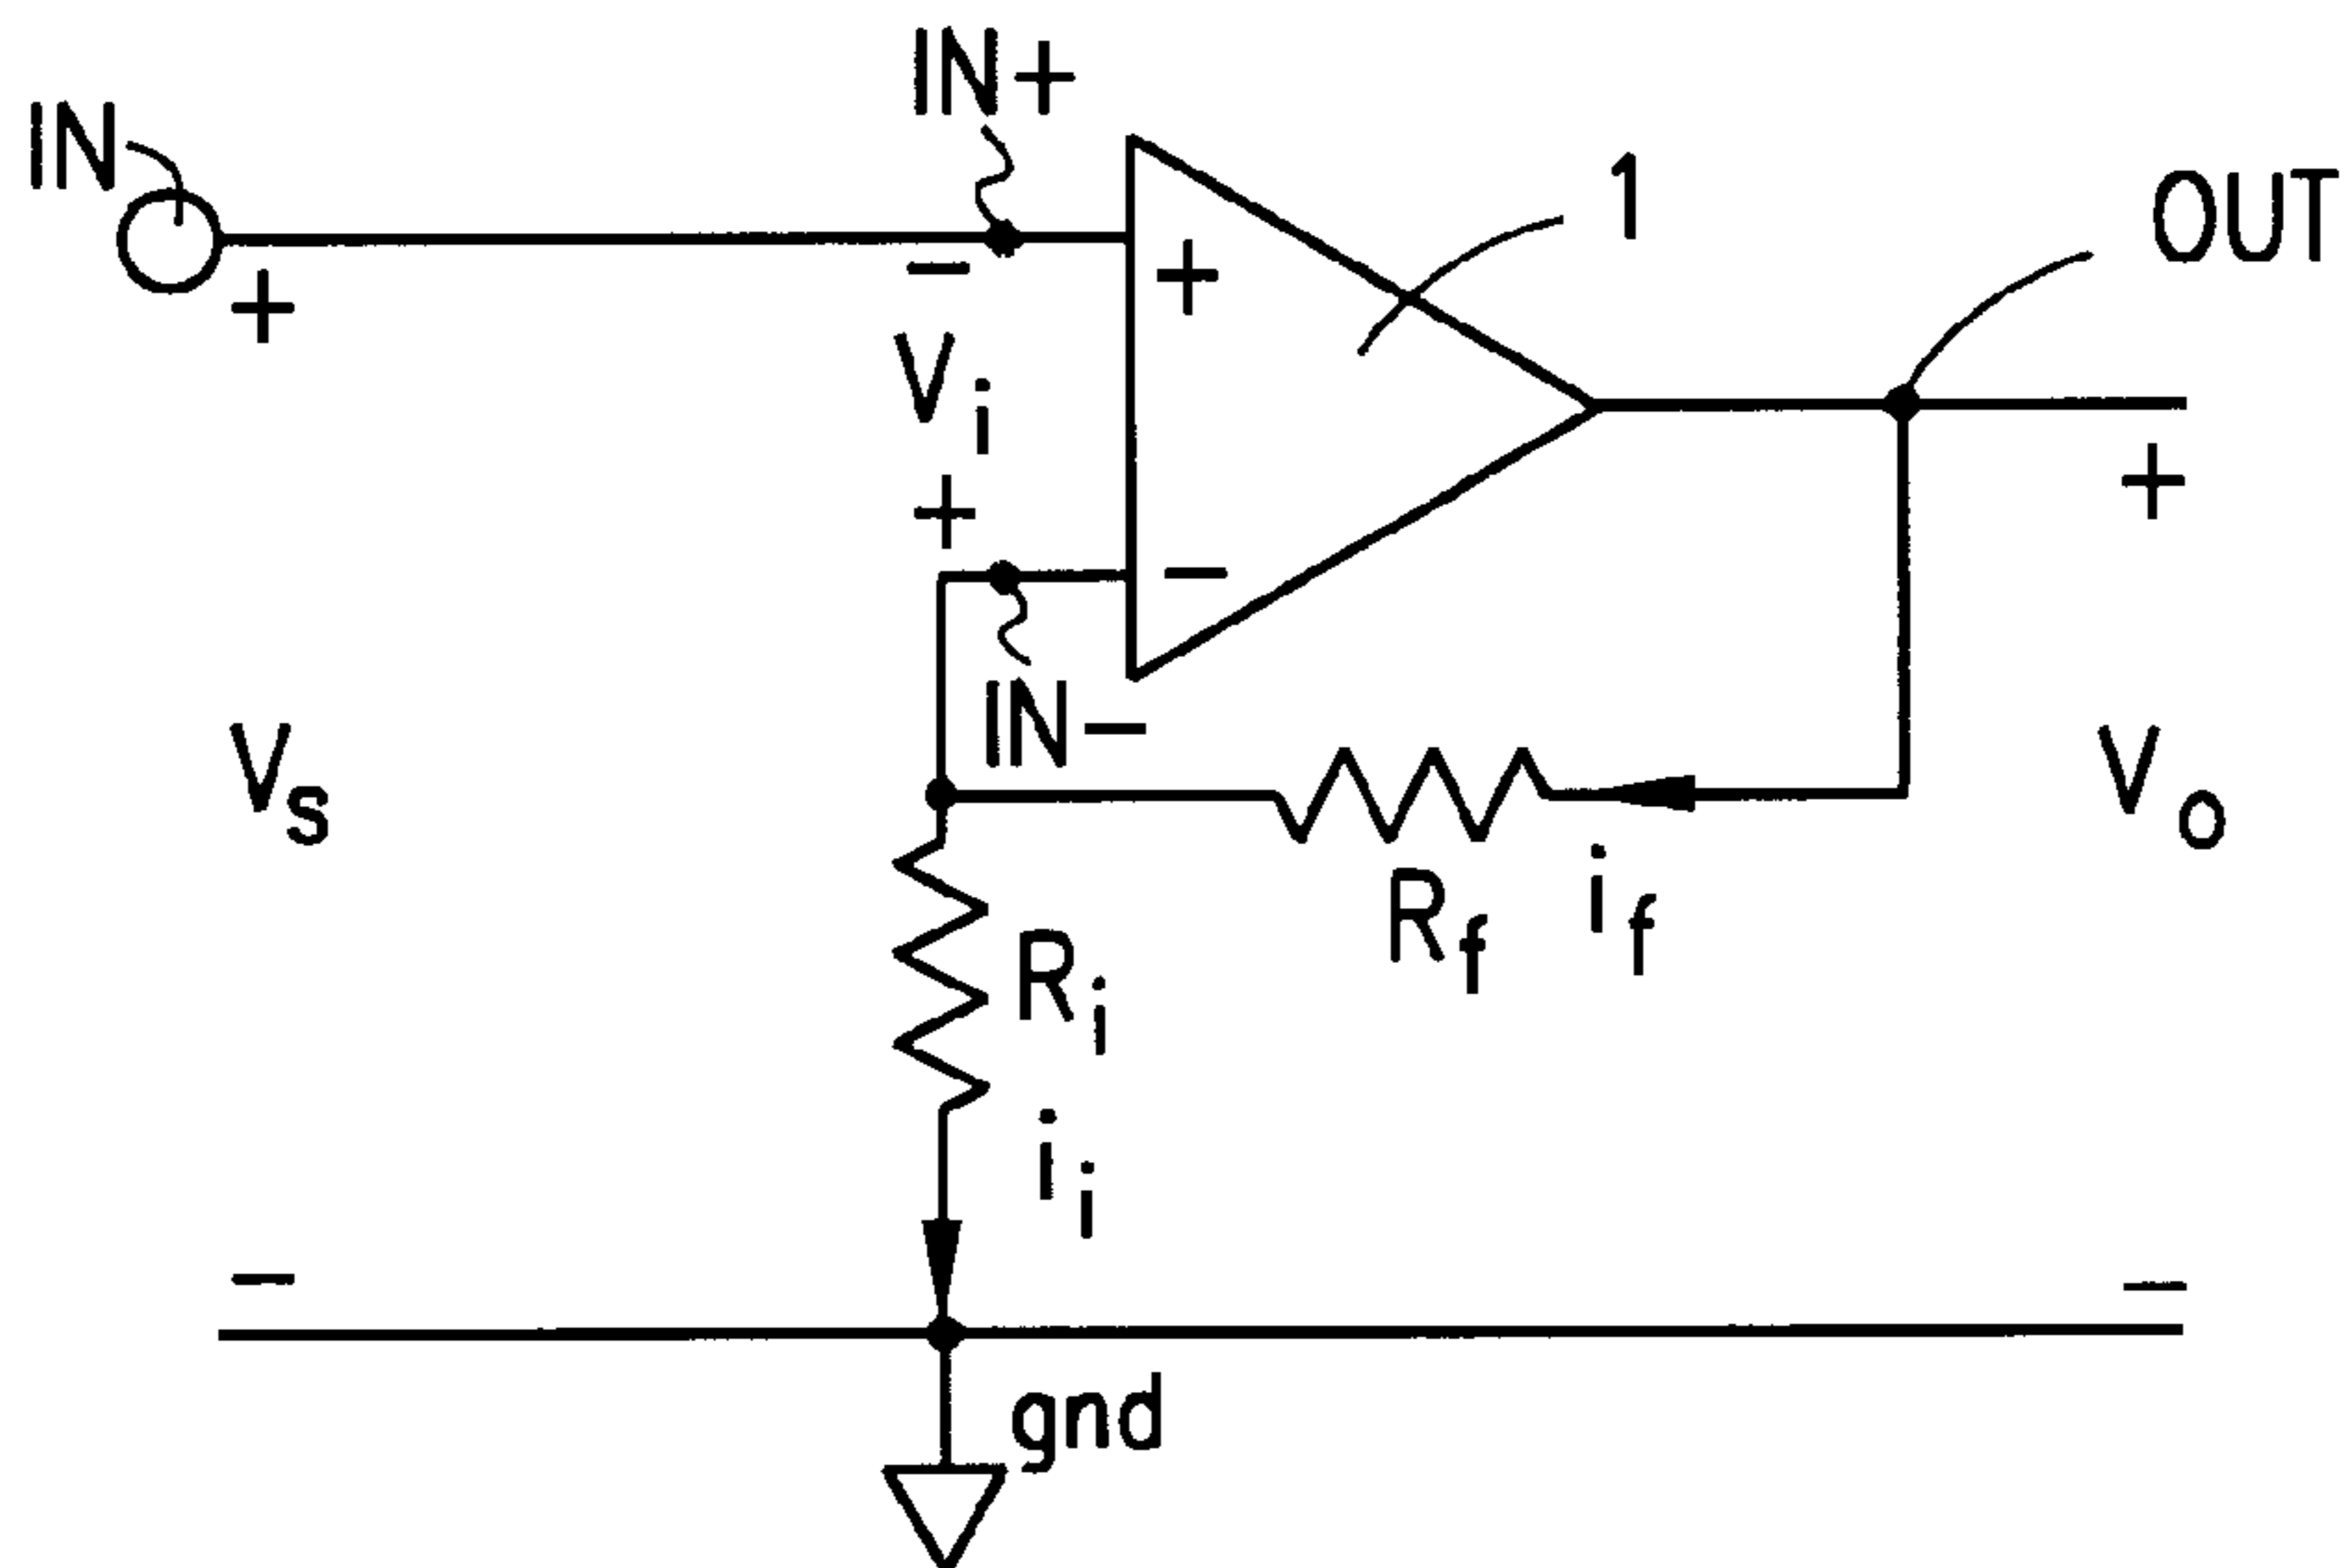 IN+
IN
1
OUT
+
−
+
V i
+
+
−
IN−
V s
V o
R f
i f
R i
i i
−
−
gnd